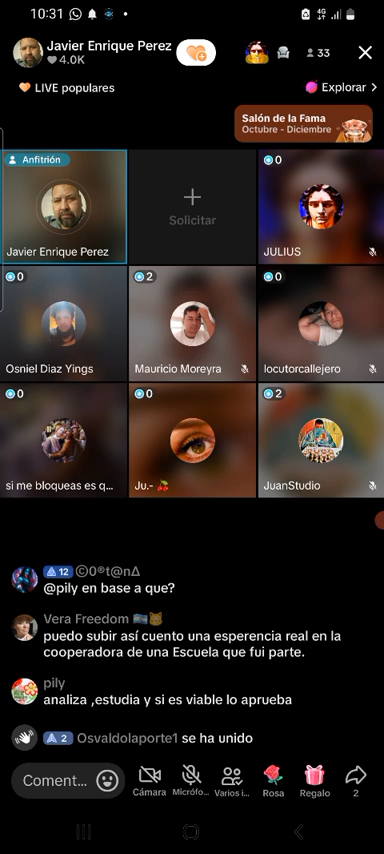 10:31
4G
Javier Enrique Perez
4.0K
33
LIVE populares
Explorar
Salón de la Fama
Octubre - Diciembre
Anfitrión
Javier Enrique Perez
Solicitar
0
JULIUS
0
Osniel Diaz Yings
2
Mauricio Moreyra
0
locutorcallejero
0
si me bloqueas es q...
0
Ju.-
2
JuanStudio
12 Ⓒ0®t@n∆
@pily en base a que?
Vera Freedom
puedo subir así cuento una esperencia real en la
cooperadora de una Escuela que fui parte.
pily
analiza ,estudia y si es viable lo aprueba
2 Osvaldolaporte1 se ha unido
Coment...
Cámara
Micrófo...
Varios i...
Rosa
Regalo
2